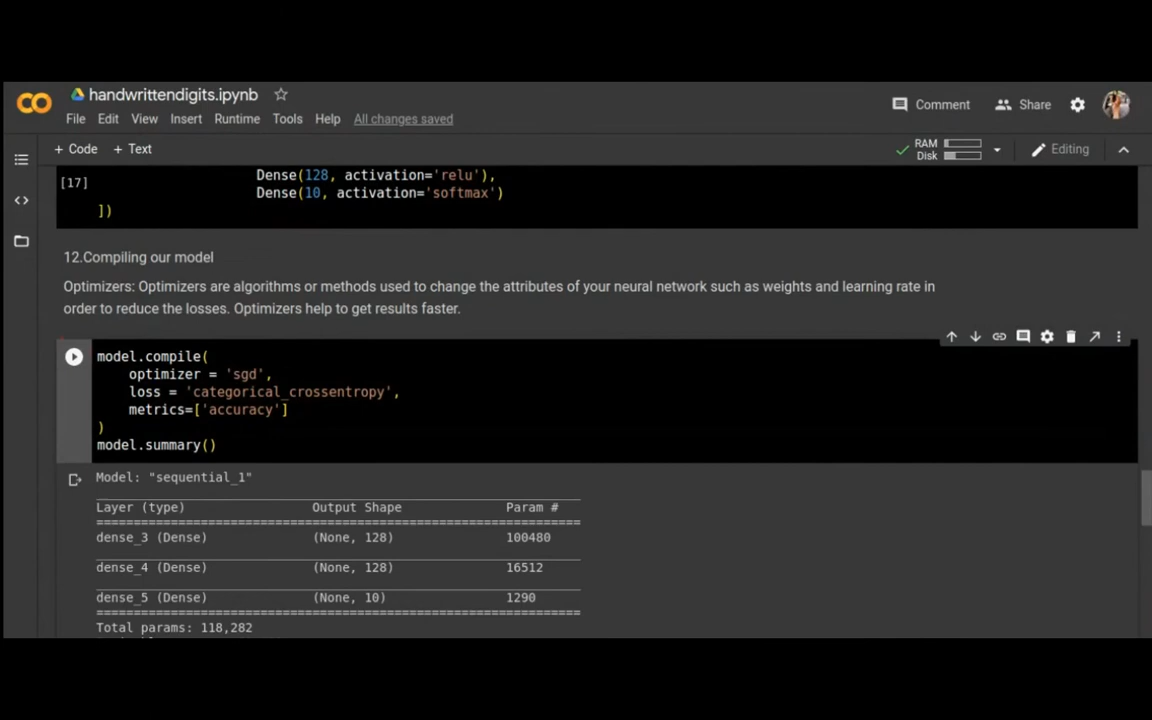 handwrittendigits.ipynb
Comment Share
File Edit View Insert Runtime Tools Help All changes saved
+ Code + Text
RAM
Disk
Editing
[17]
Dense(128, activation='relu'),
Dense(10, activation='softmax')
])
12.Compiling our model
Optimizers: Optimizers are algorithms or methods used to change the attributes of your neural network such as weights and learning rate in
order to reduce the losses. Optimizers help to get results faster.
model.compile(
optimizer = 'sgd',
loss = 'categorical_crossentropy',
metrics=['accuracy']
)
model.summary()
Model: "sequential_1"
Layer (type) Output Shape Param #
=================================================================
dense_3 (Dense) (None, 128) 100480
dense_4 (Dense) (None, 128) 16512
dense_5 (Dense) (None, 10) 1290
=================================================================
Total params: 118,282